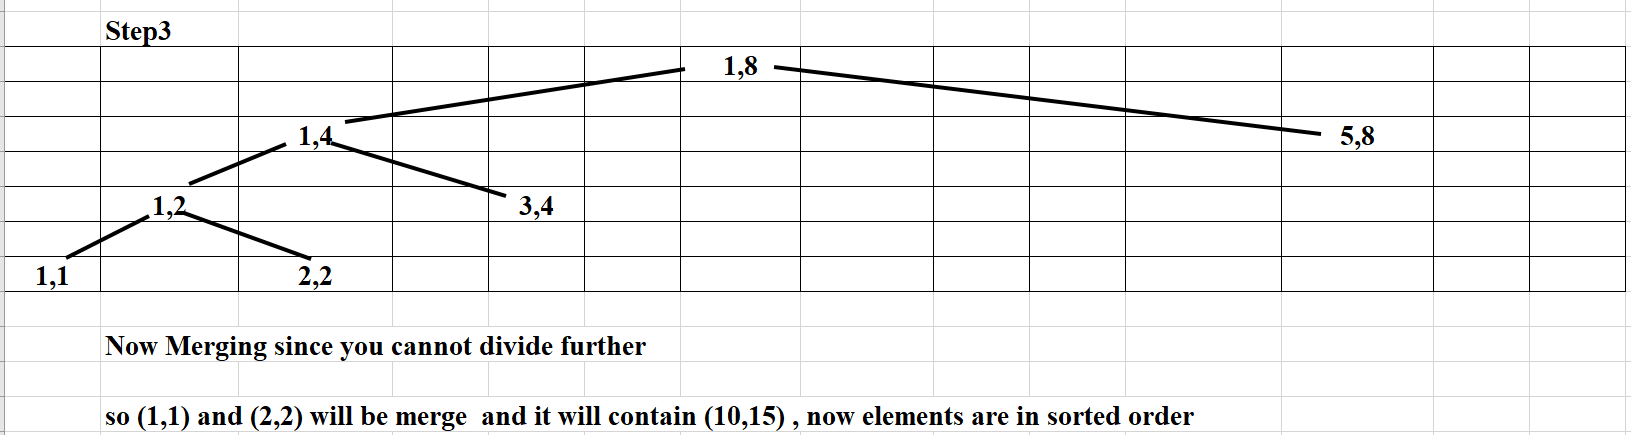 Step3
1,8
1,4
5,8
1,2
3,4
1,1
2,2
Now Merging since you cannot divide further
so (1,1) and (2,2) will be merge  and it will contain (10,15) , now elements are in sorted order